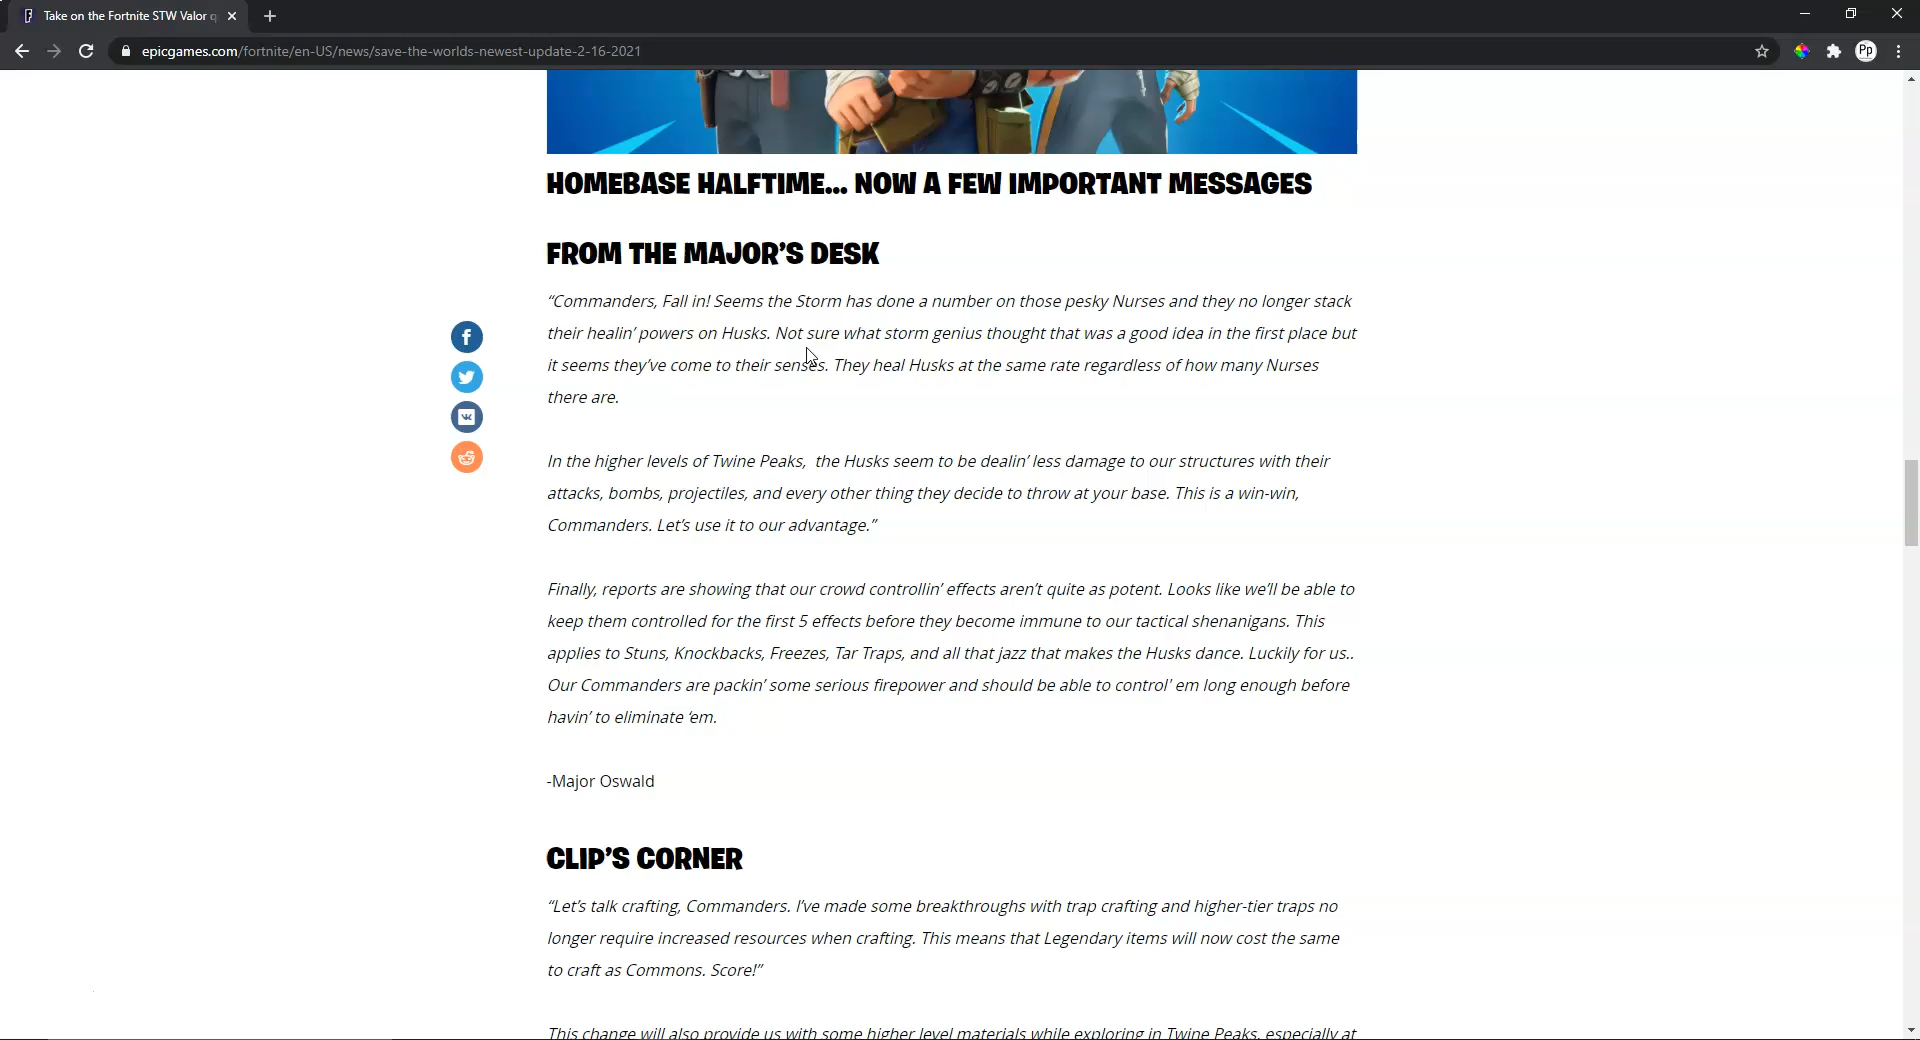 Take on the Fortnite STW Valor q
epicgames.com/fortnite/en-US/news/save-the-worlds-newest-update-2-16-2021
Pp
HOMEBASE HALFTIME... NOW A FEW IMPORTANT MESSAGES
FROM THE MAJOR’S DESK
“Commanders, Fall in! Seems the Storm has done a number on those pesky Nurses and they no longer stack
their healin’ powers on Husks. Not sure what storm genius thought that was a good idea in the first place but
it seems they’ve come to their senses. They heal Husks at the same rate regardless of how many Nurses
there are.
In the higher levels of Twine Peaks,  the Husks seem to be dealin’ less damage to our structures with their
attacks, bombs, projectiles, and every other thing they decide to throw at your base. This is a win-win,
Commanders. Let’s use it to our advantage.”
Finally, reports are showing that our crowd controllin’ effects aren’t quite as potent. Looks like we’ll be able to
keep them controlled for the first 5 effects before they become immune to our tactical shenanigans. This
applies to Stuns, Knockbacks, Freezes, Tar Traps, and all that jazz that makes the Husks dance. Luckily for us..
Our Commanders are packin’ some serious firepower and should be able to control' em long enough before
havin’ to eliminate ‘em.
-Major Oswald
CLIP’S CORNER
“Let’s talk crafting, Commanders. I’ve made some breakthroughs with trap crafting and higher-tier traps no
longer require increased resources when crafting. This means that Legendary items will now cost the same
to craft as Commons. Score!”
This change will also provide us with some higher level materials while exploring in Twine Peaks, especially at